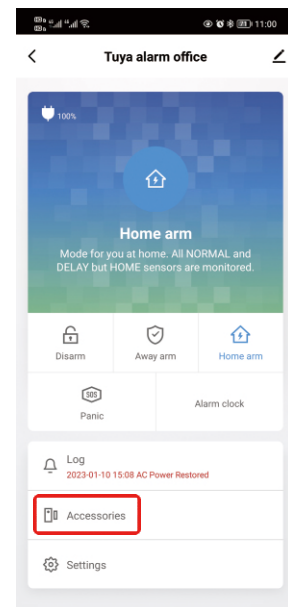 11:00
Tuya alarm office
100%
Home arm
Mode for you at home. All NORMAL and
DELAY but HOME sensors are monitored.
Disarm
Away arm
Home arm
SOS
Panic
Alarm clock
Log
2023-01-10 15:08 AC Power Restored
Accessories
Settings